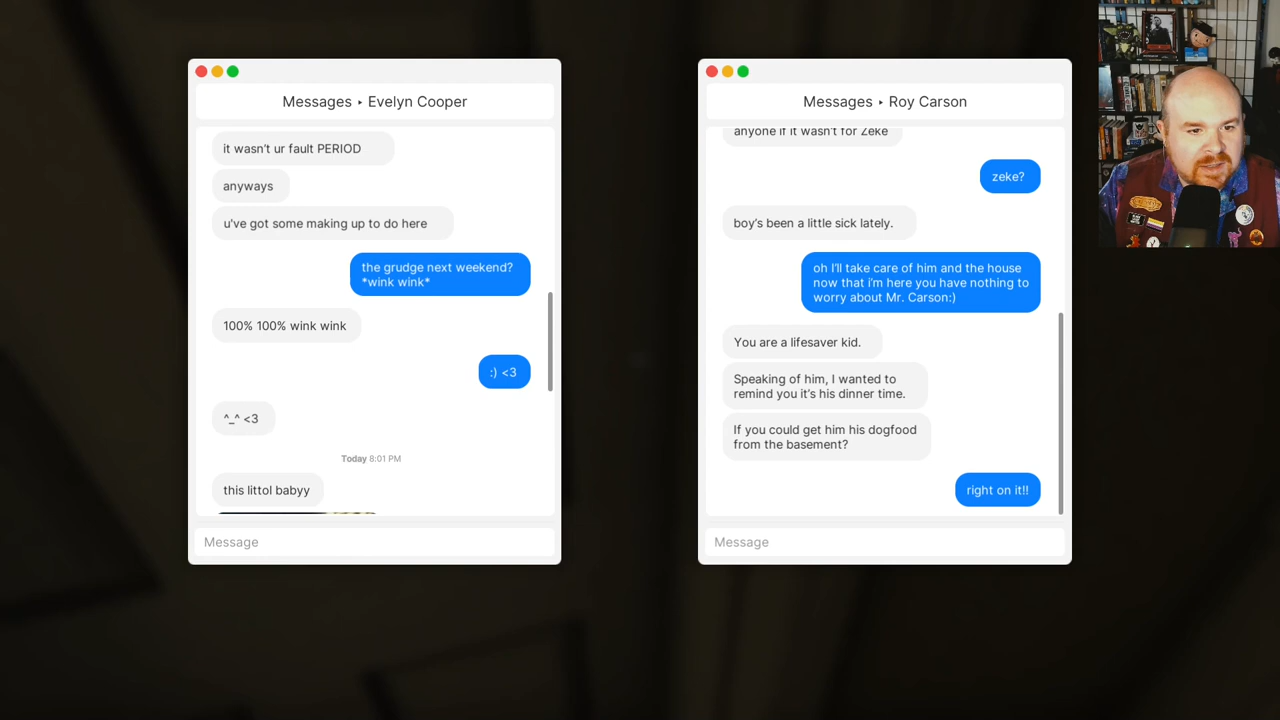 Messages ‣ Evelyn Cooper
it wasn't ur fault PERIOD
anyways
u've got some making up to do here
the grudge next weekend?
*wink wink*
100% 100% wink wink
:) <3
^_^ <3
Today 8:01 PM
this littol babyy
Message
Messages ‣ Roy Carson
anyone if it wasn't for Zeke
zeke?
boy's been a little sick lately.
oh I'll take care of him and the house
now that i'm here you have nothing to
worry about Mr. Carson:)
You are a lifesaver kid.
Speaking of him, I wanted to
remind you it's his dinner time.
If you could get him his dogfood
from the basement?
right on it!!
Message